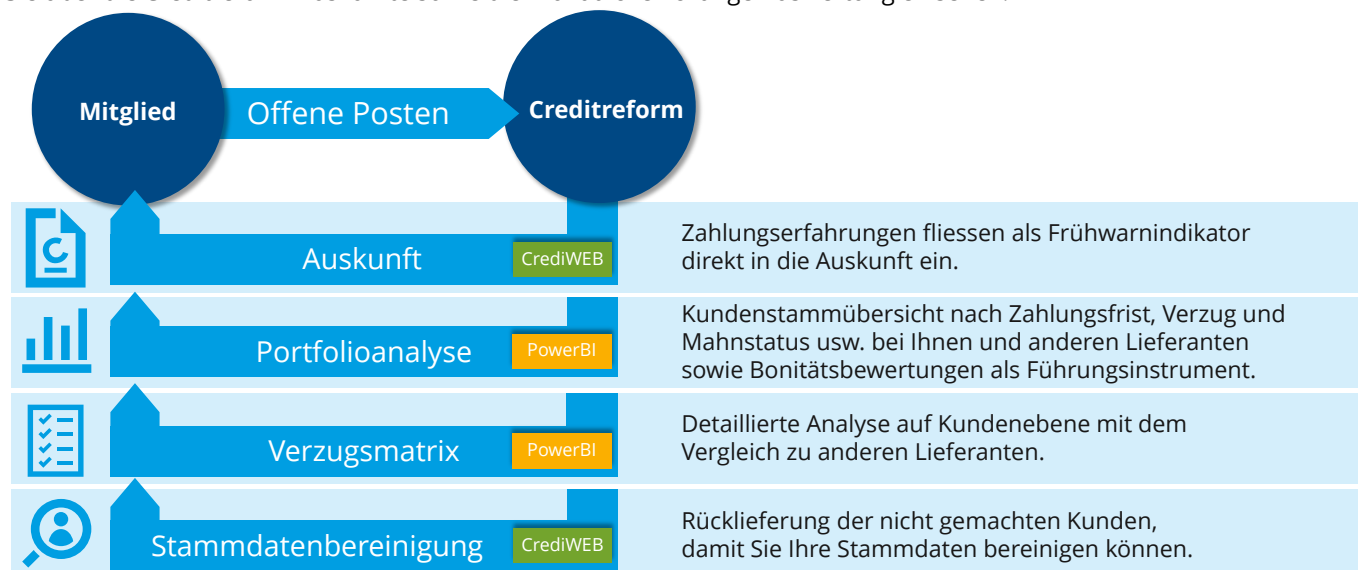 Mitglied
Offene Posten
Creditreform
Auskunft
CrediWEB
Zahlungserfahrungen fliessen als Frühwarnindikator
direkt in die Auskunft ein.
Portfolioanalyse
PowerBI
Kundenstammübersicht nach Zahlungsfrist, Verzug und
Mahnstatus usw. bei Ihnen und anderen Lieferanten
sowie Bonitätsbewertungen als Führungsinstrument.
Verzugsmatrix
PowerBI
Detaillierte Analyse auf Kundenebene mit dem
Vergleich zu anderen Lieferanten.
Stammdatenbereinigung
CrediWEB
Rücklieferung der nicht gemachten Kunden,
damit Sie Ihre Stammdaten bereinigen können.